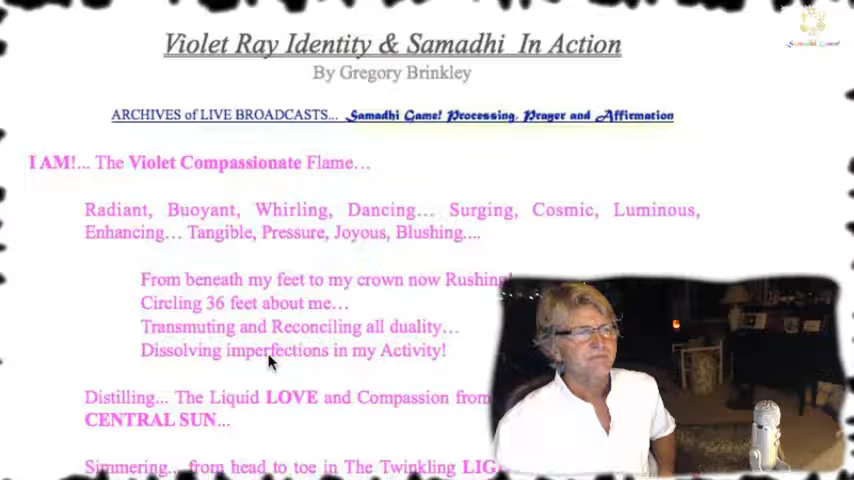 Violet Ray Identity & Samadhi In Action
By Gregory Brinkley
Samadhi Game!
ARCHIVES of LIVE BROADCASTS... Samadhi Game! Processing, Prayer and Affirmation
I AM!... The Violet Compassionate Flame…
Radiant, Buoyant, Whirling, Dancing… Surging, Cosmic, Luminous,
Enhancing… Tangible, Pressure, Joyous, Blushing....
From beneath my feet to my crown now Rushing!
Circling 36 feet about me…
Transmuting and Reconciling all duality…
Dissolving imperfections in my Activity!
Distilling... The Liquid LOVE and Compassion from
CENTRAL SUN...
Simmering... from head to toe in The Twinkling